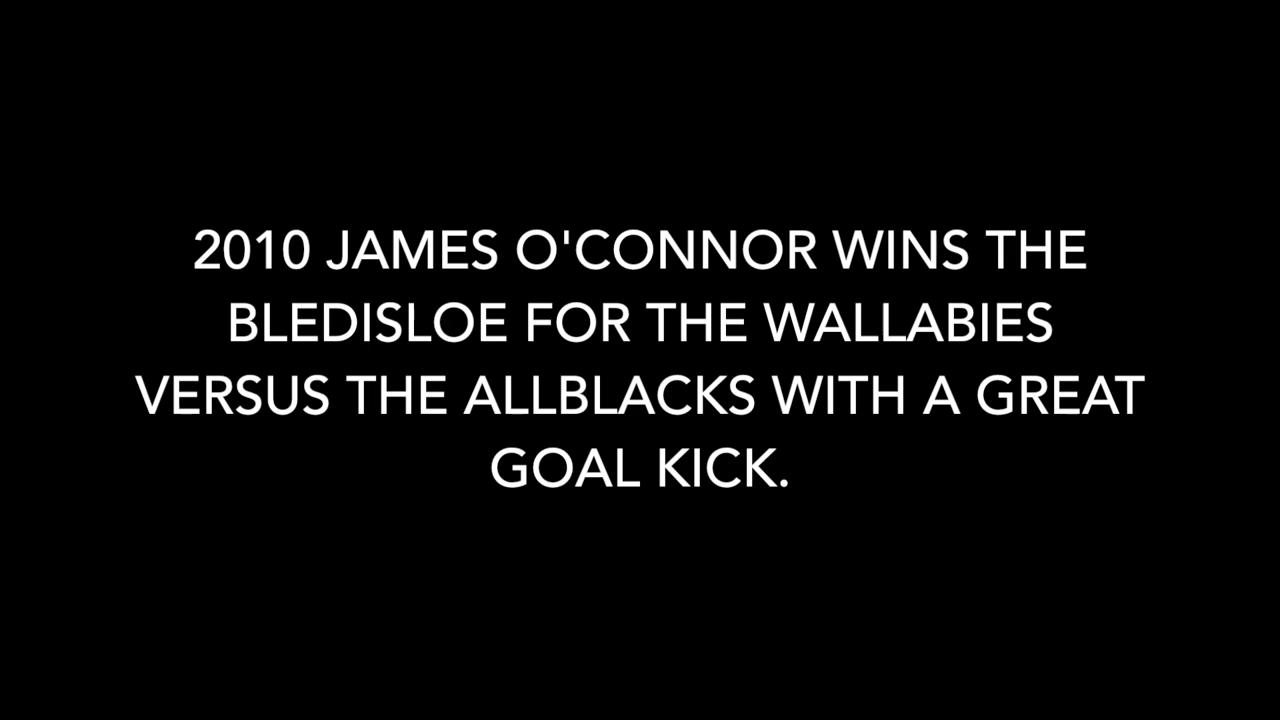 2010 JAMES O'CONNOR WINS THE
BLEDISLOE FOR THE WALLABIES
VERSUS THE ALLBLACKS WITH A GREAT
GOAL KICK.